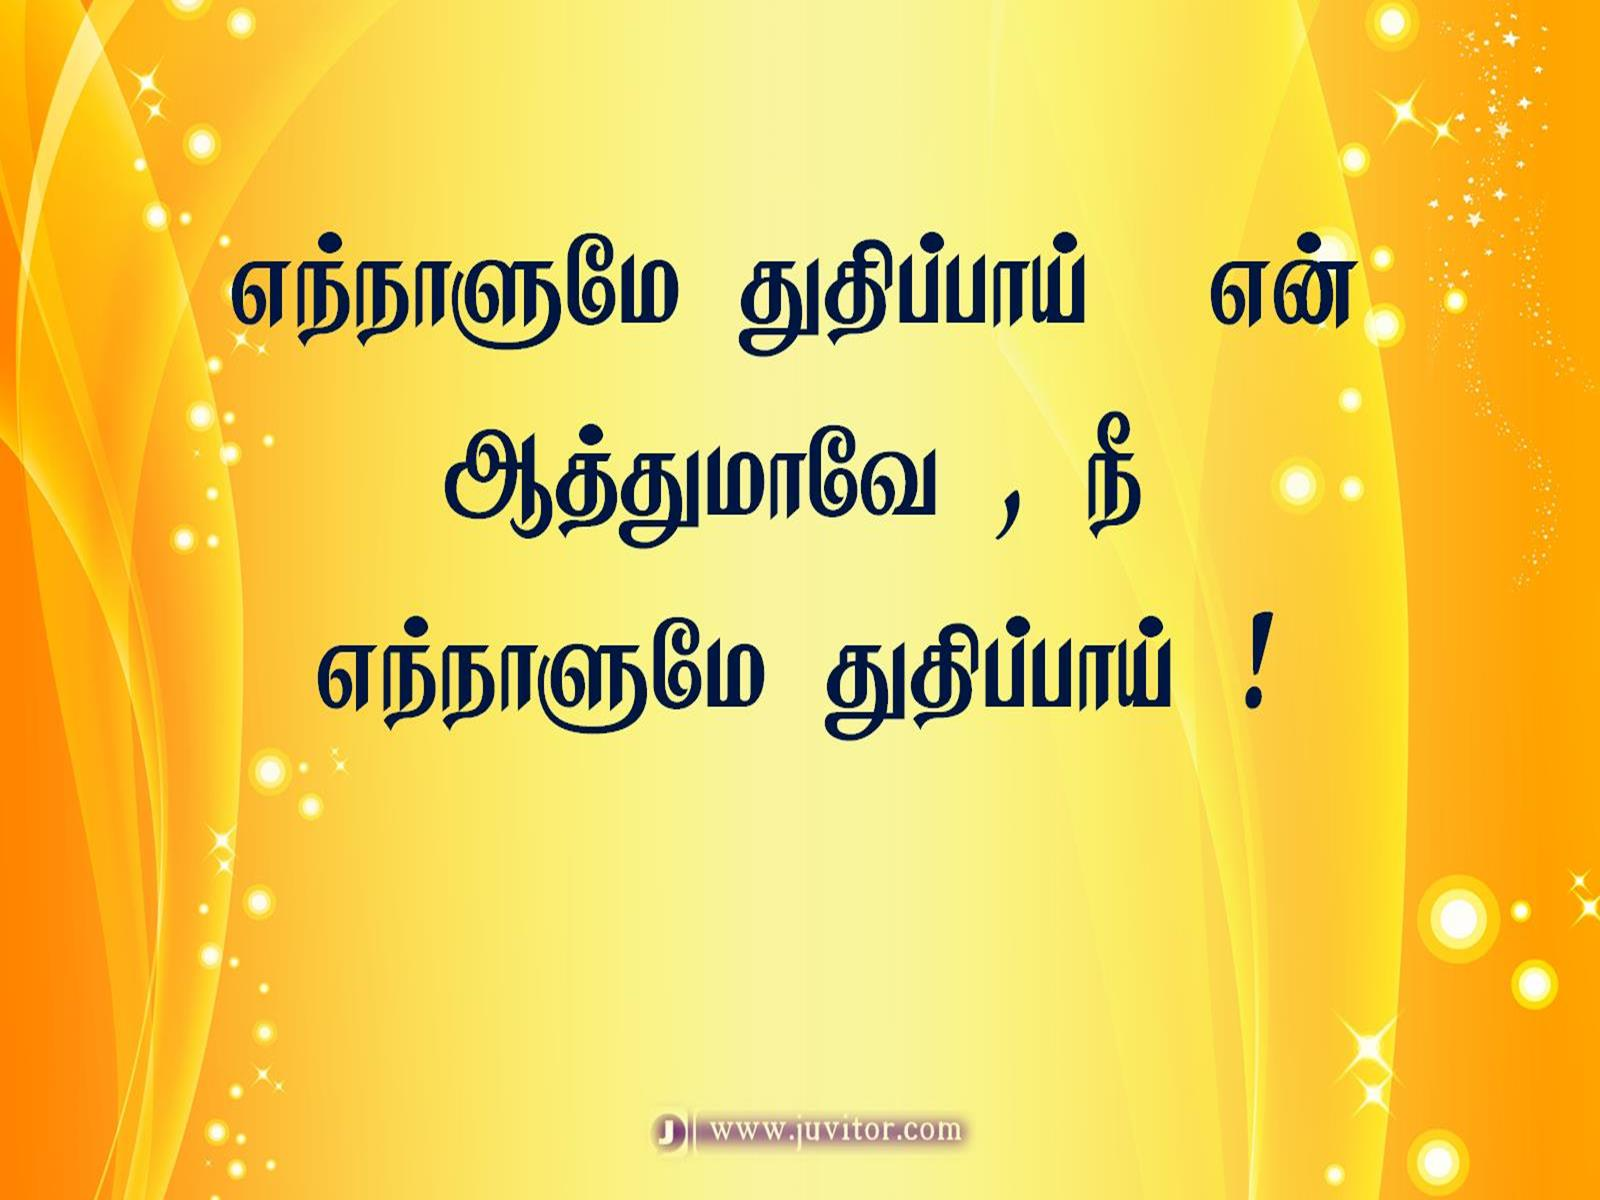 எந்நாளுமே துதிப்பாய் என்
ஆத்துமாவே , நீ
எந்நாளுமே துதிப்பாய் !
J www.juvitor.com